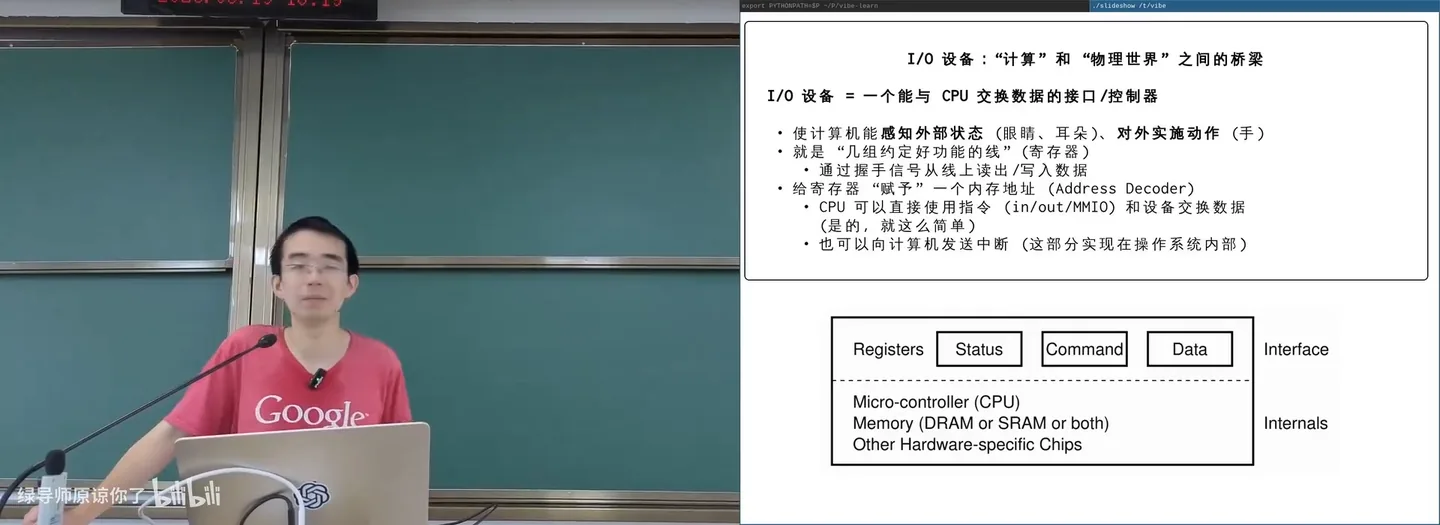 export PYTHONPATH=$P ~/P/vibe-learn
./slideshow /t/vibe
I/O 设备：“计算” 和 “物理世界” 之间的桥梁
I/O 设备 = 一个能与 CPU 交换数据的接口/控制器
• 使计算机能感知外部状态 (眼睛、耳朵)、对外实施动作 (手)
• 就是 “几组约定好功能的线” (寄存器)
• 通过握手信号从线上读出/写入数据
• 给寄存器 “赋予” 一个内存地址 (Address Decoder)
• CPU 可以直接使用指令 (in/out/MMIO) 和设备交换数据
(是的, 就这么简单)
• 也可以向计算机发送中断 (这部分实现在操作系统内部)
Registers Status Command Data Interface
Micro-controller (CPU)
Memory (DRAM or SRAM or both) Internals
Other Hardware-specific Chips
Google
绿导师原谅你了 bilibili